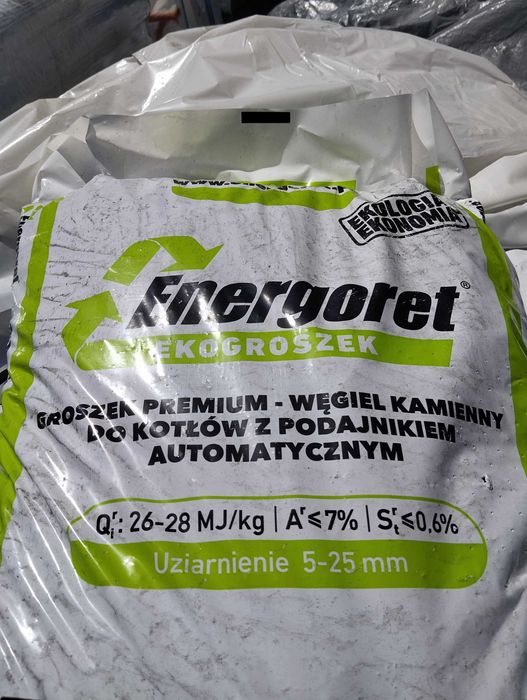 EKOLOGIA
EKONOMIA
Energoret®
EKOGROSZEK
GROSZEK PREMIUM - WĘGIEL KAMIENNY
DO KOTŁÓW Z PODAJNIKIEM
AUTOMATYCZNYM
Qᵢʳ: 26-28 MJ/kg | Aʳ≤7% | Sₜʳ≤0,6%
Uziarnienie 5-25 mm